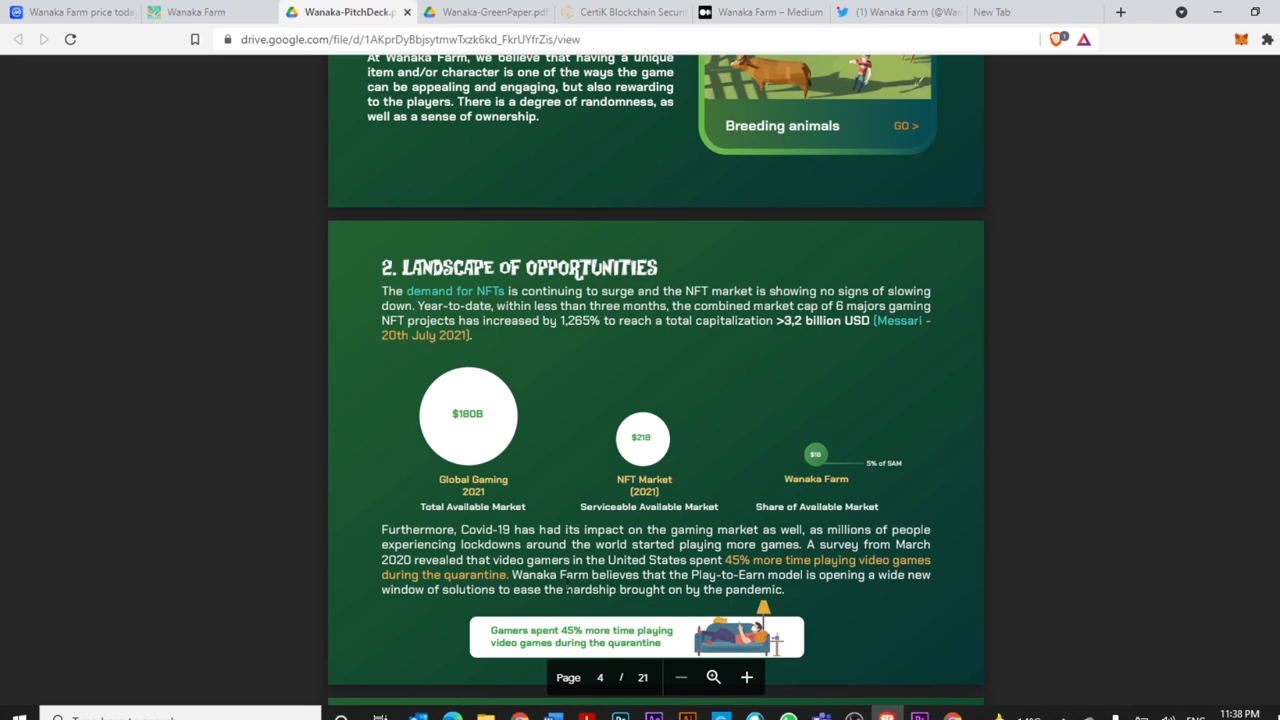 Wanaka Farm price toda
Wanaka Farm
Wanaka-PitchDeck.p
Wanaka-GreenPaper.pdf
CertiK Blockchain Securit
Wanaka Farm – Medium
(1) Wanaka Farm (@Wan
New Tab
drive.google.com/file/d/1AKprDyBbjsytmwTxzk6kd_FkrUYfrZis/view
1
At Wanaka Farm, we believe that having a unique
item and/or character is one of the ways the game
can be appealing and engaging, but also rewarding
to the players. There is a degree of randomness, as
well as a sense of ownership.
Breeding animals
GO >
2. LANDSCAPE OF OPPORTUNITIES
The demand for NFTs is continuing to surge and the NFT market is showing no signs of slowing
down. Year-to-date, within less than three months, the combined market cap of 6 majors gaming
NFT projects has increased by 1,265% to reach a total capitalization >3,2 billion USD (Messari -
20th July 2021).
$180B
$21B
$1B
5% of SAM
Global Gaming
2021
Total Available Market
NFT Market
(2021)
Serviceable Available Market
Wanaka Farm
Share of Available Market
Furthermore, Covid-19 has had its impact on the gaming market as well, as millions of people
experiencing lockdowns around the world started playing more games. A survey from March
2020 revealed that video gamers in the United States spent 45% more time playing video games
during the quarantine. Wanaka Farm believes that the Play-to-Earn model is opening a wide new
window of solutions to ease the hardship brought on by the pandemic.
Gamers spent 45% more time playing
video games during the quarantine
Page 4 / 21
Type here to search
ENG
11:38 PM